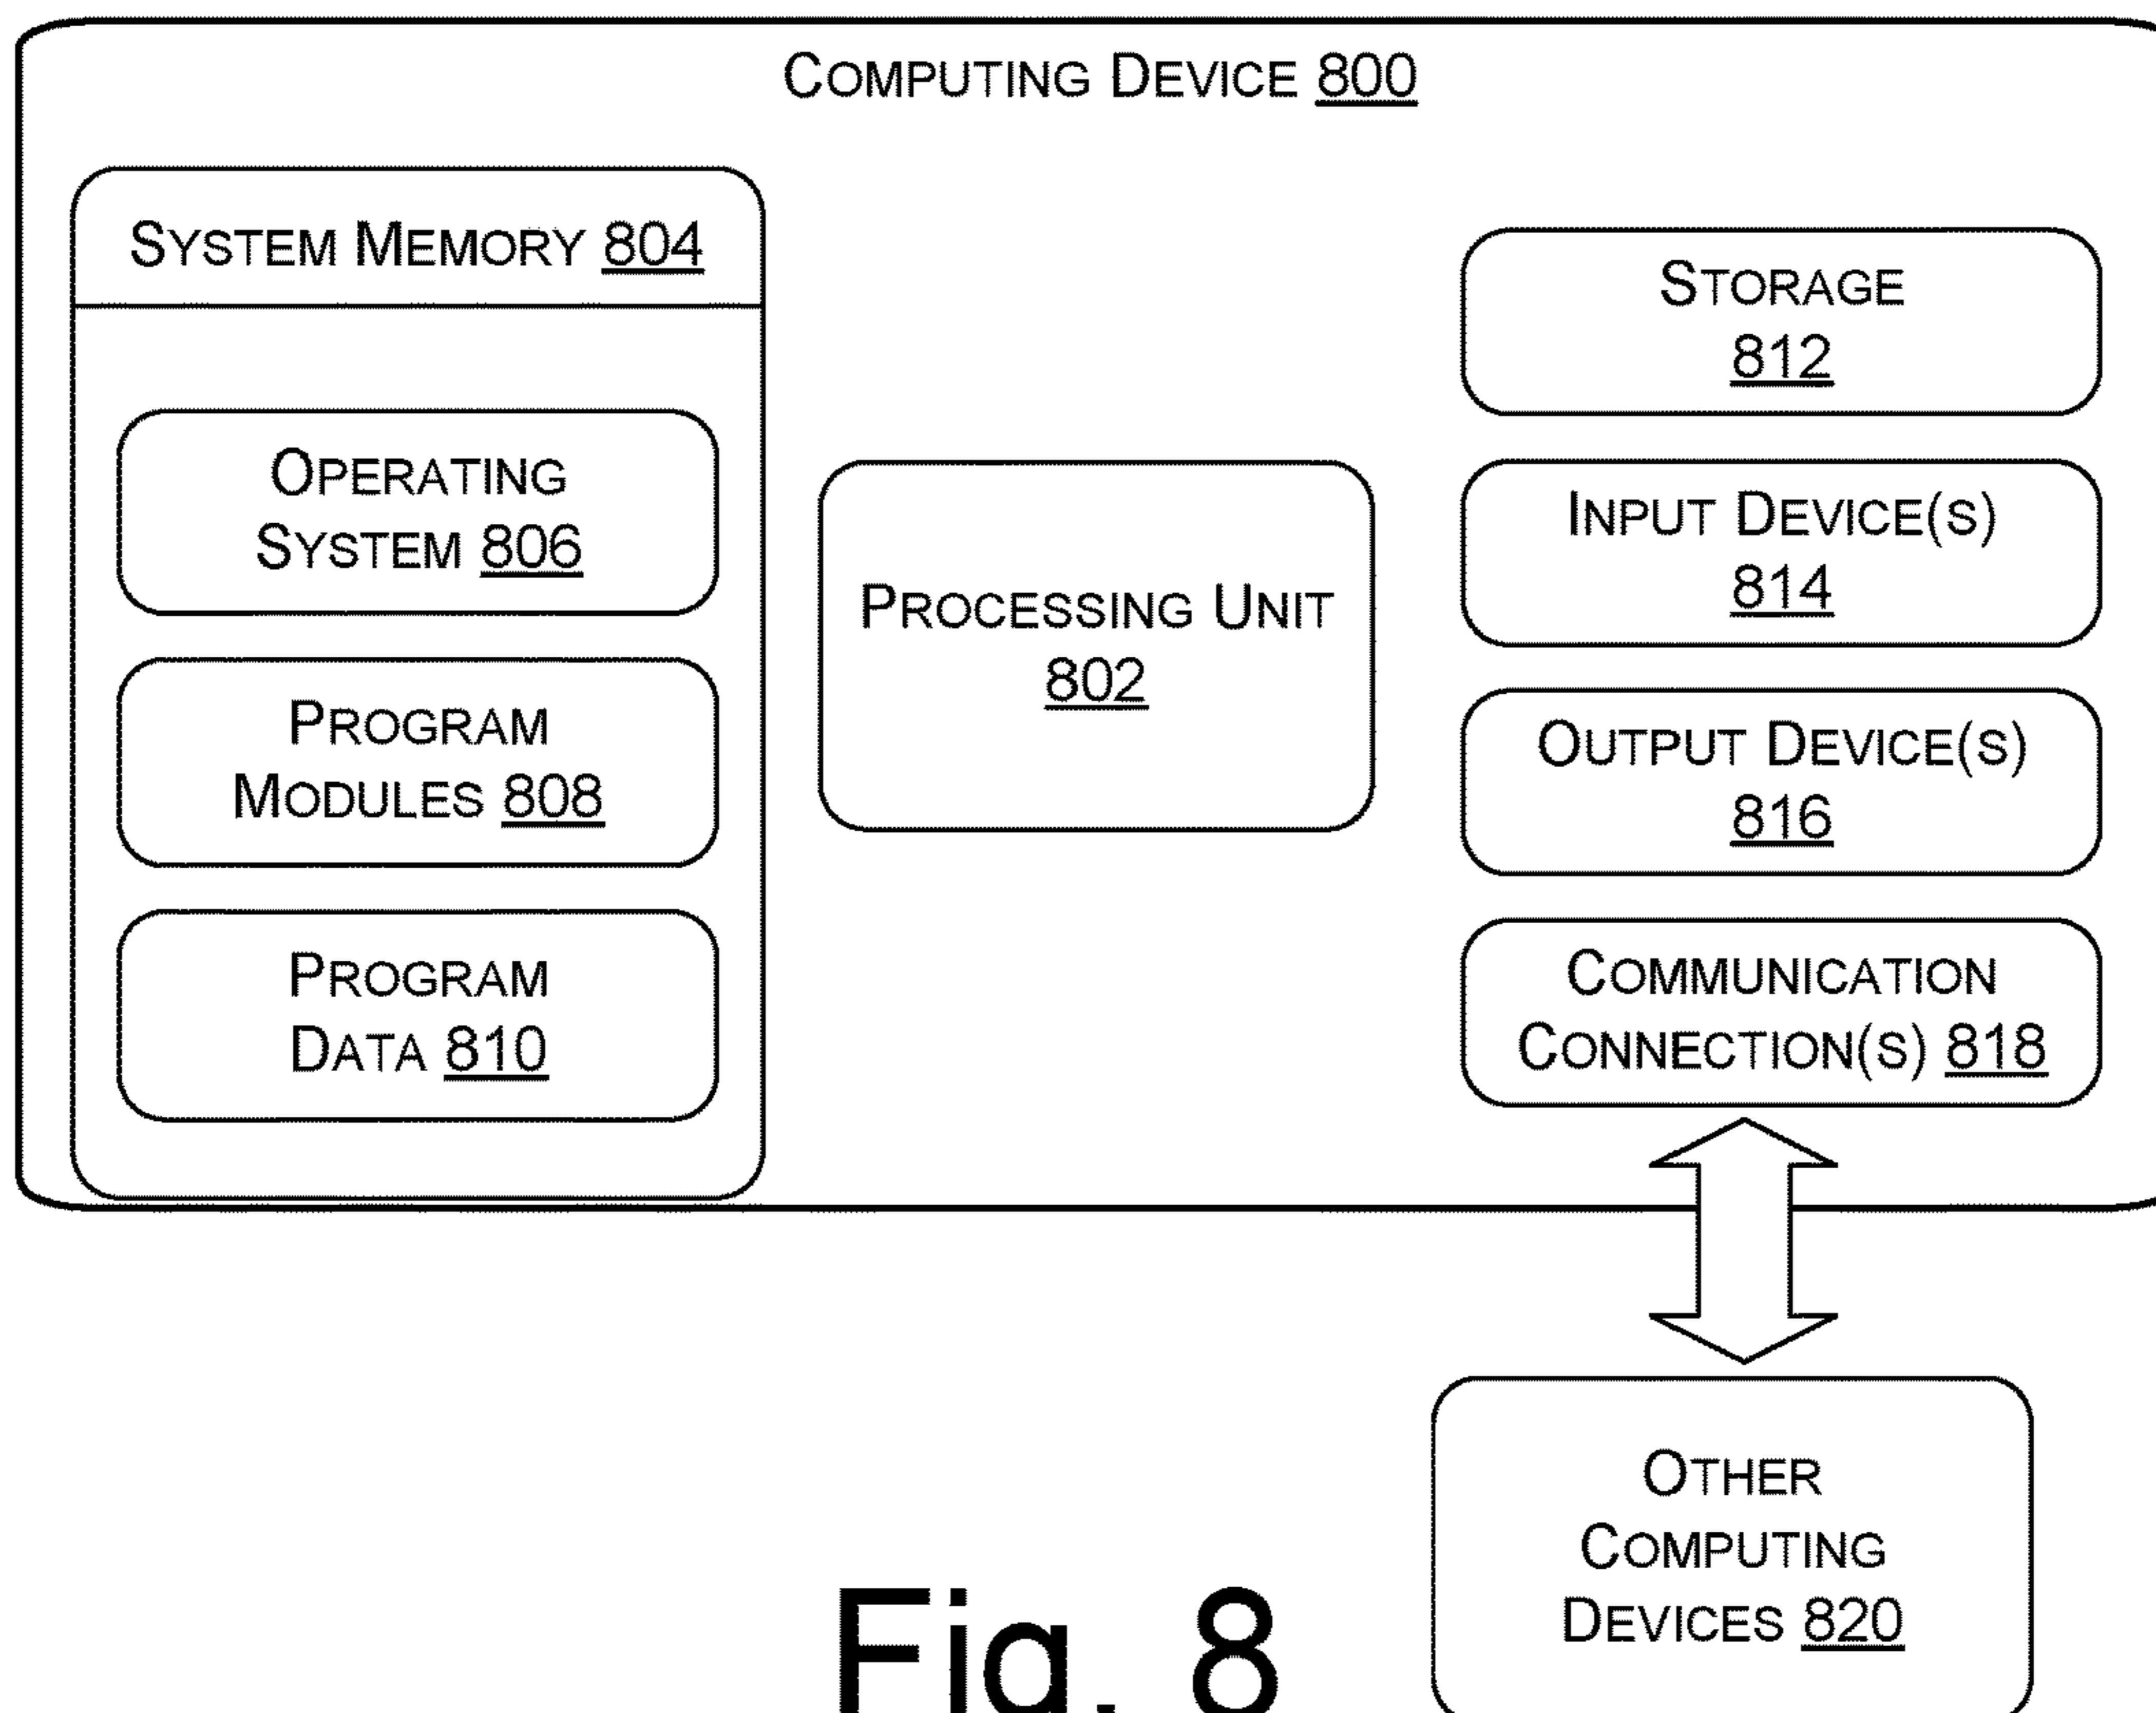 COMPUTING DEVICE 800
SYSTEM MEMORY 804
OPERATING
SYSTEM 806
PROGRAM
MODULES 808
PROGRAM
DATA 810
PROCESSING UNIT
802
STORAGE
812
INPUT DEVICE(S)
814
OUTPUT DEVICE(S)
816
COMMUNICATION
CONNECTION(S) 818
OTHER
COMPUTING
DEVICES 820
Fig. 8